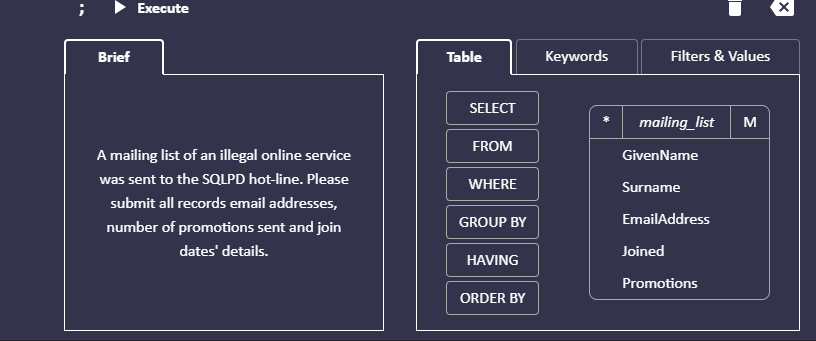 ; Execute
Brief
A mailing list of an illegal online service
was sent to the SQLPD hot-line. Please
submit all records email addresses,
number of promotions sent and join
dates' details.
Table Keywords Filters & Values
SELECT
FROM
WHERE
GROUP BY
HAVING
ORDER BY
* mailing_list M
GivenName
Surname
EmailAddress
Joined
Promotions